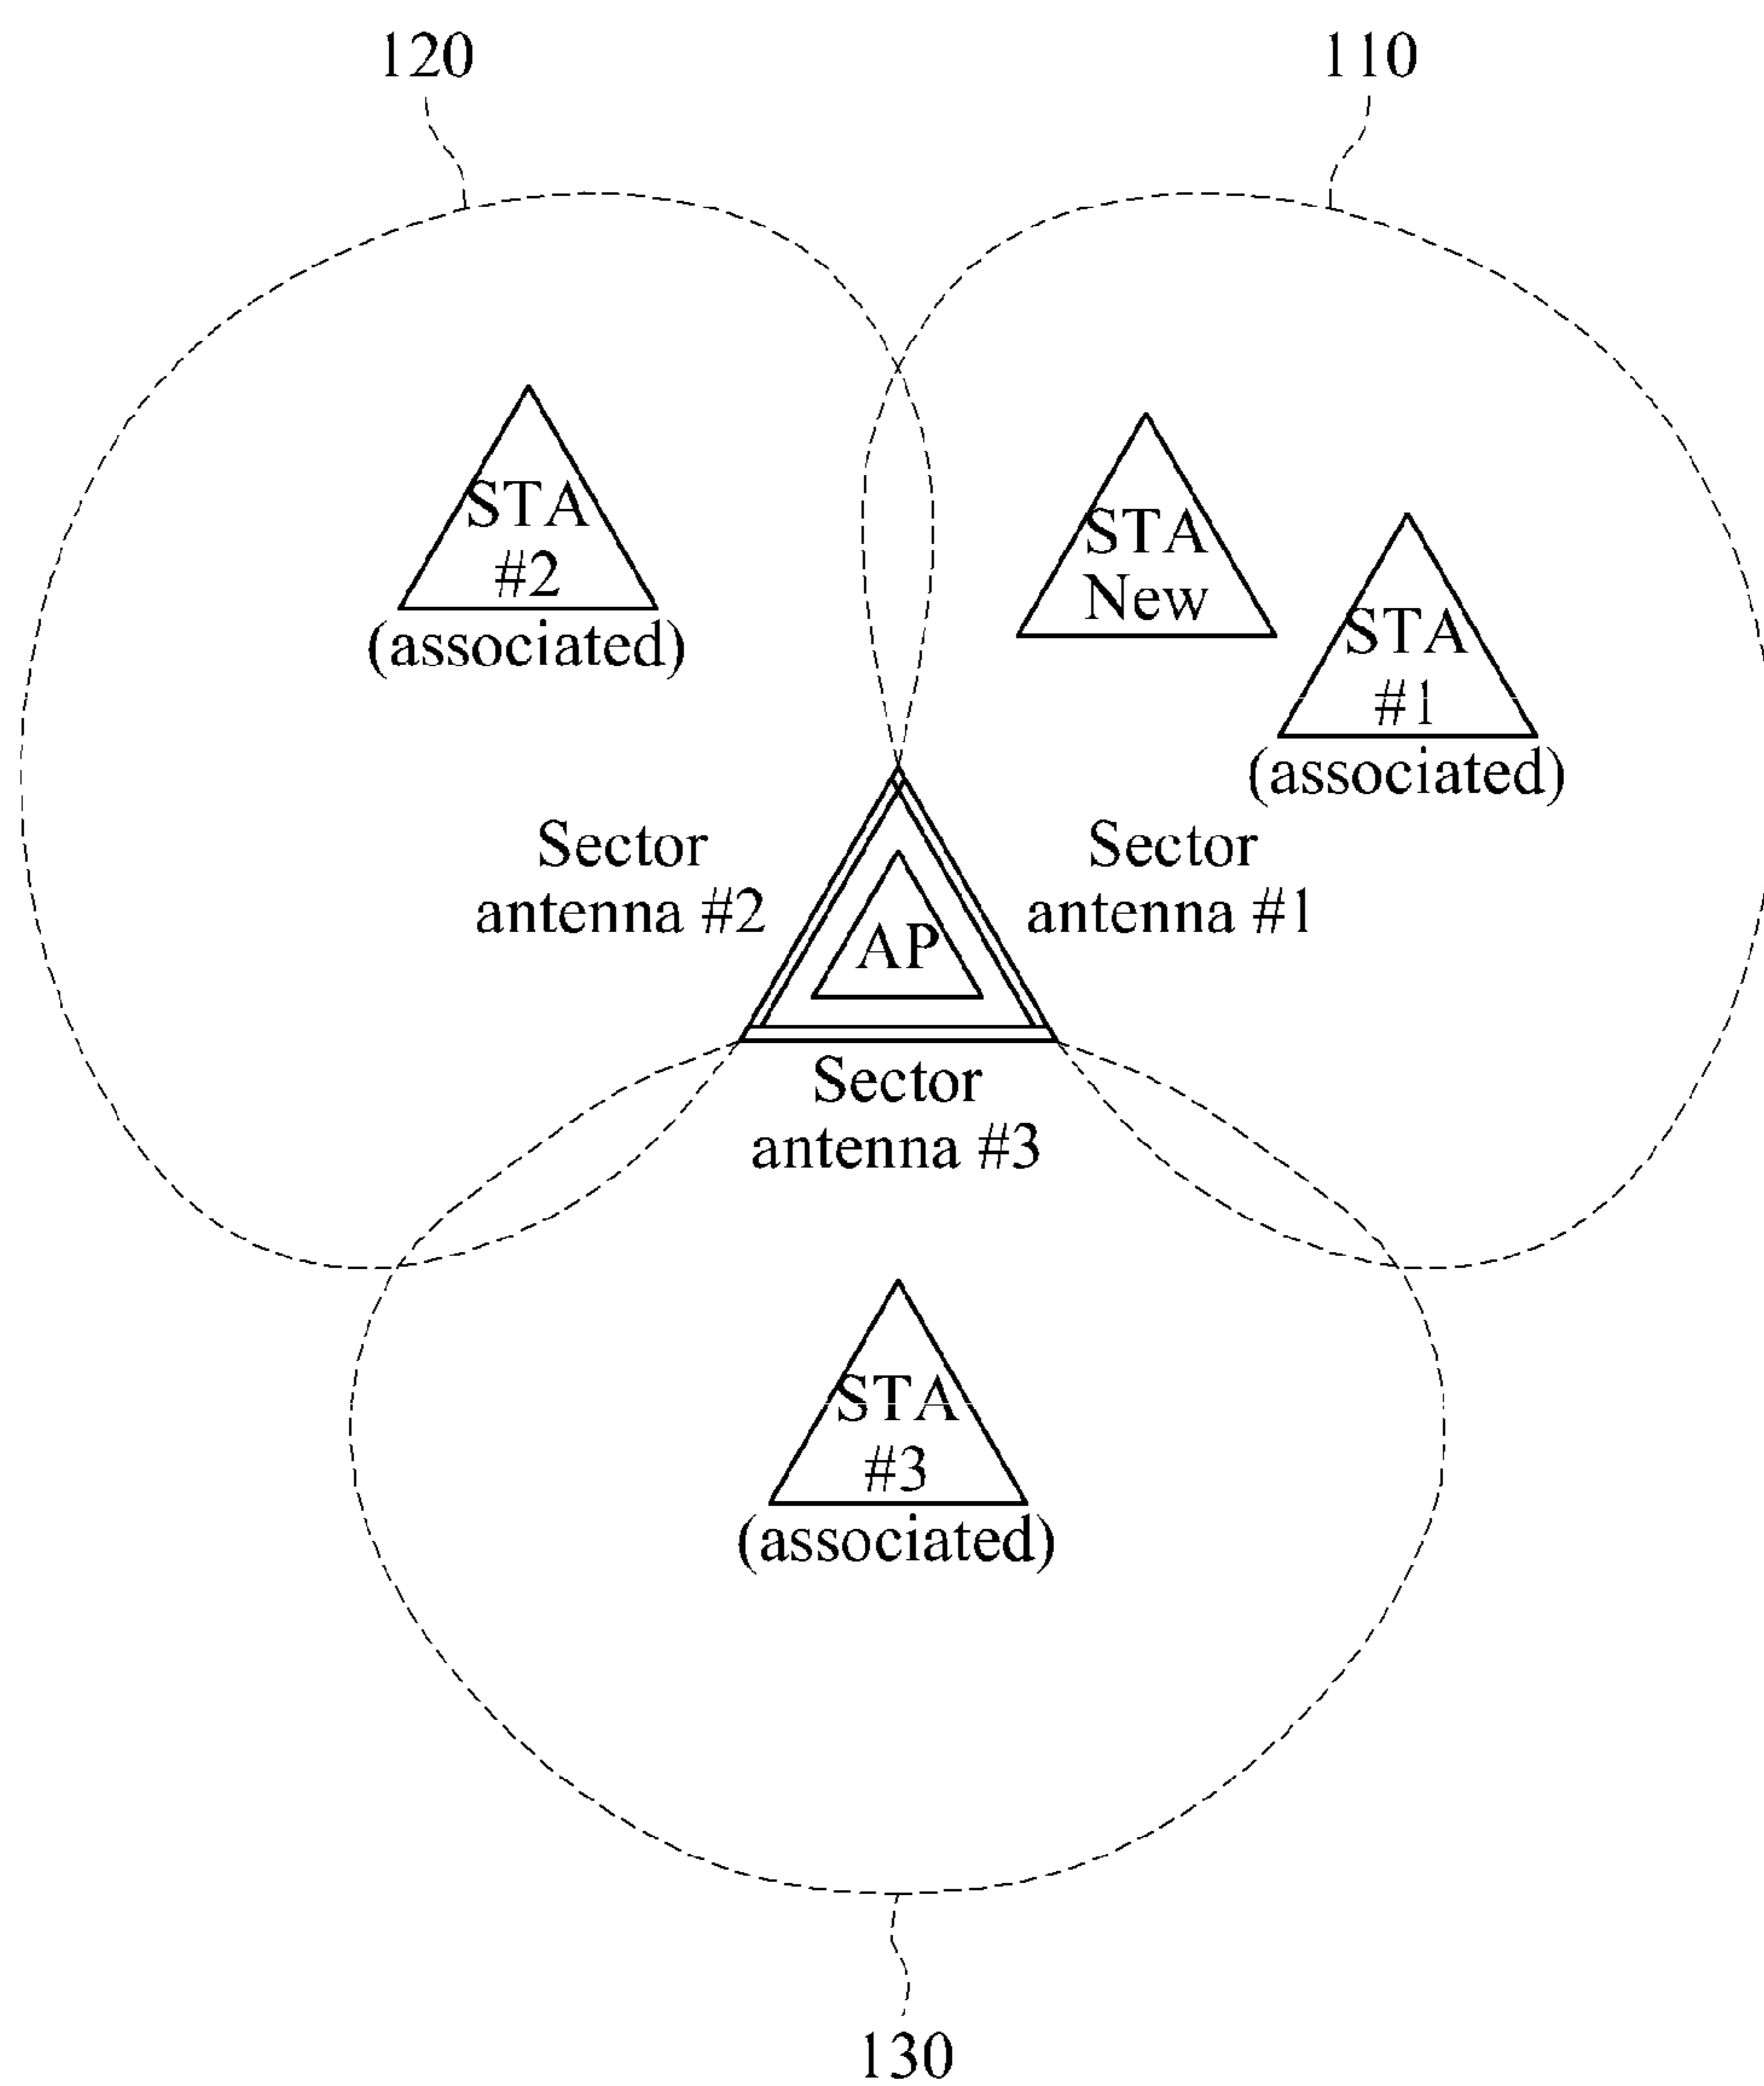 120
110
STA
#2
(associated)
STA
New
STA
#1
(associated)
Sector
antenna #2
AP
Sector
antenna #1
Sector
antenna #3
STA
#3
(associated)
130